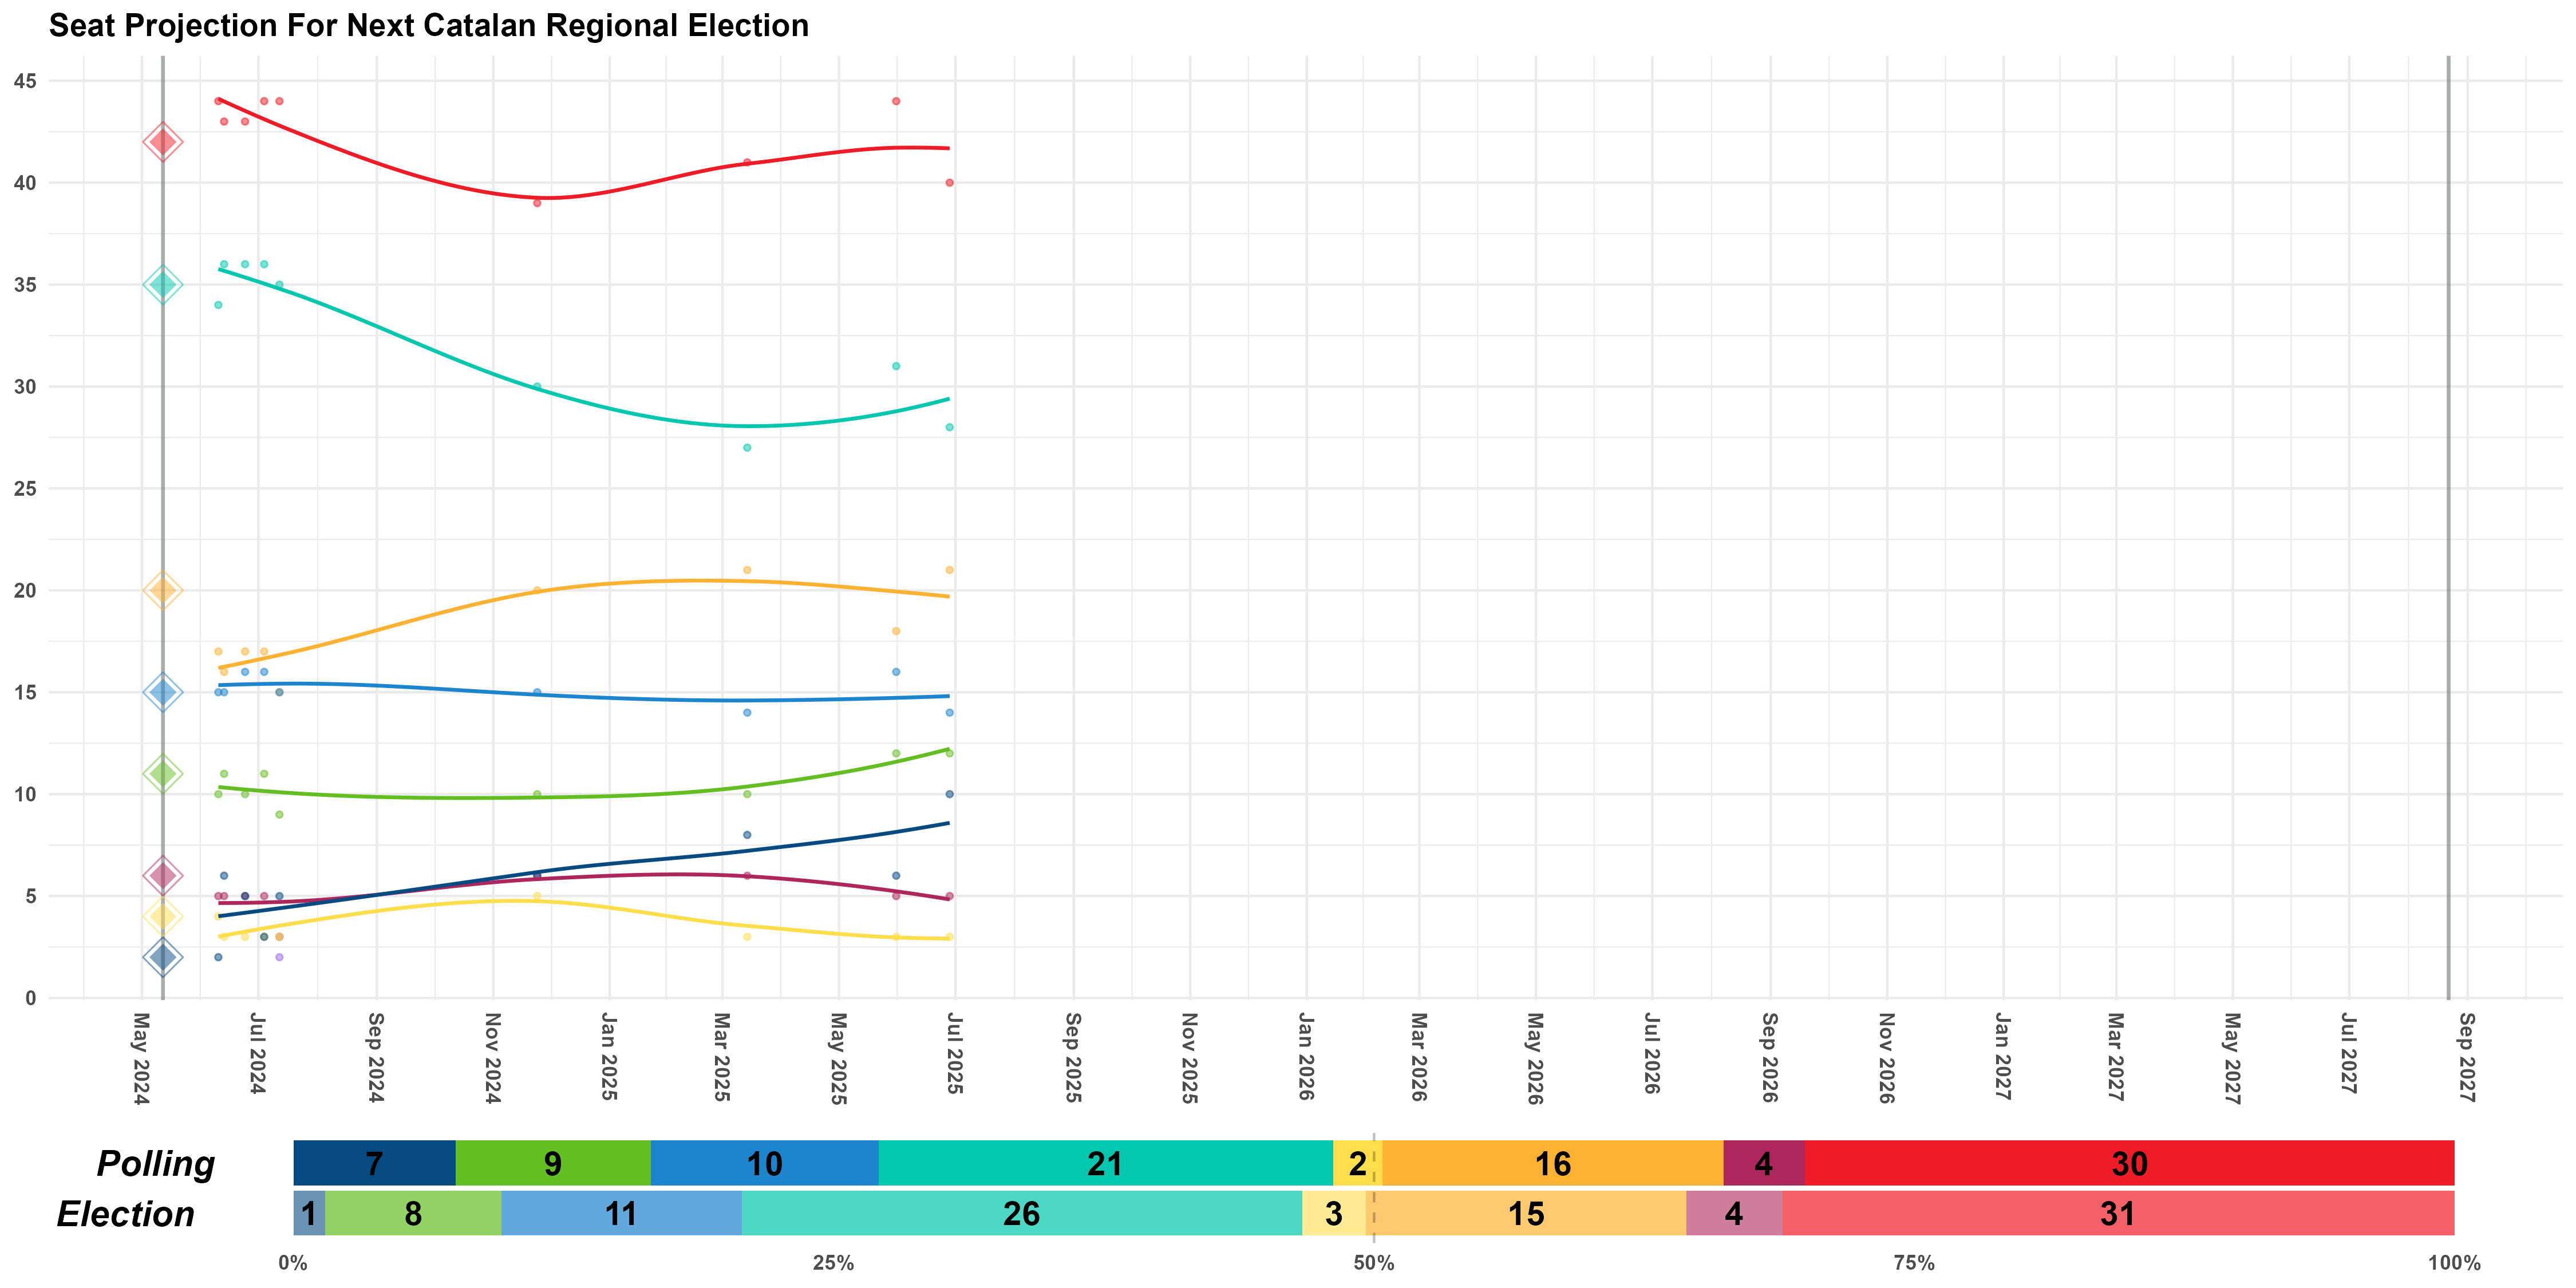 Seat Projection For Next Catalan Regional Election
45
40
35
30
25
20
15
10
5
0
May 2024
Jul 2024
Sep 2024
Nov 2024
Jan 2025
Mar 2025
May 2025
Jul 2025
Sep 2025
Nov 2025
Jan 2026
Mar 2026
May 2026
Jul 2026
Sep 2026
Nov 2026
Jan 2027
Mar 2027
May 2027
Jul 2027
Sep 2027
Polling 7 9 10 21 2 16 4 30
Election 1 8 11 26 3 15 4 31
0% 25% 50% 75% 100%